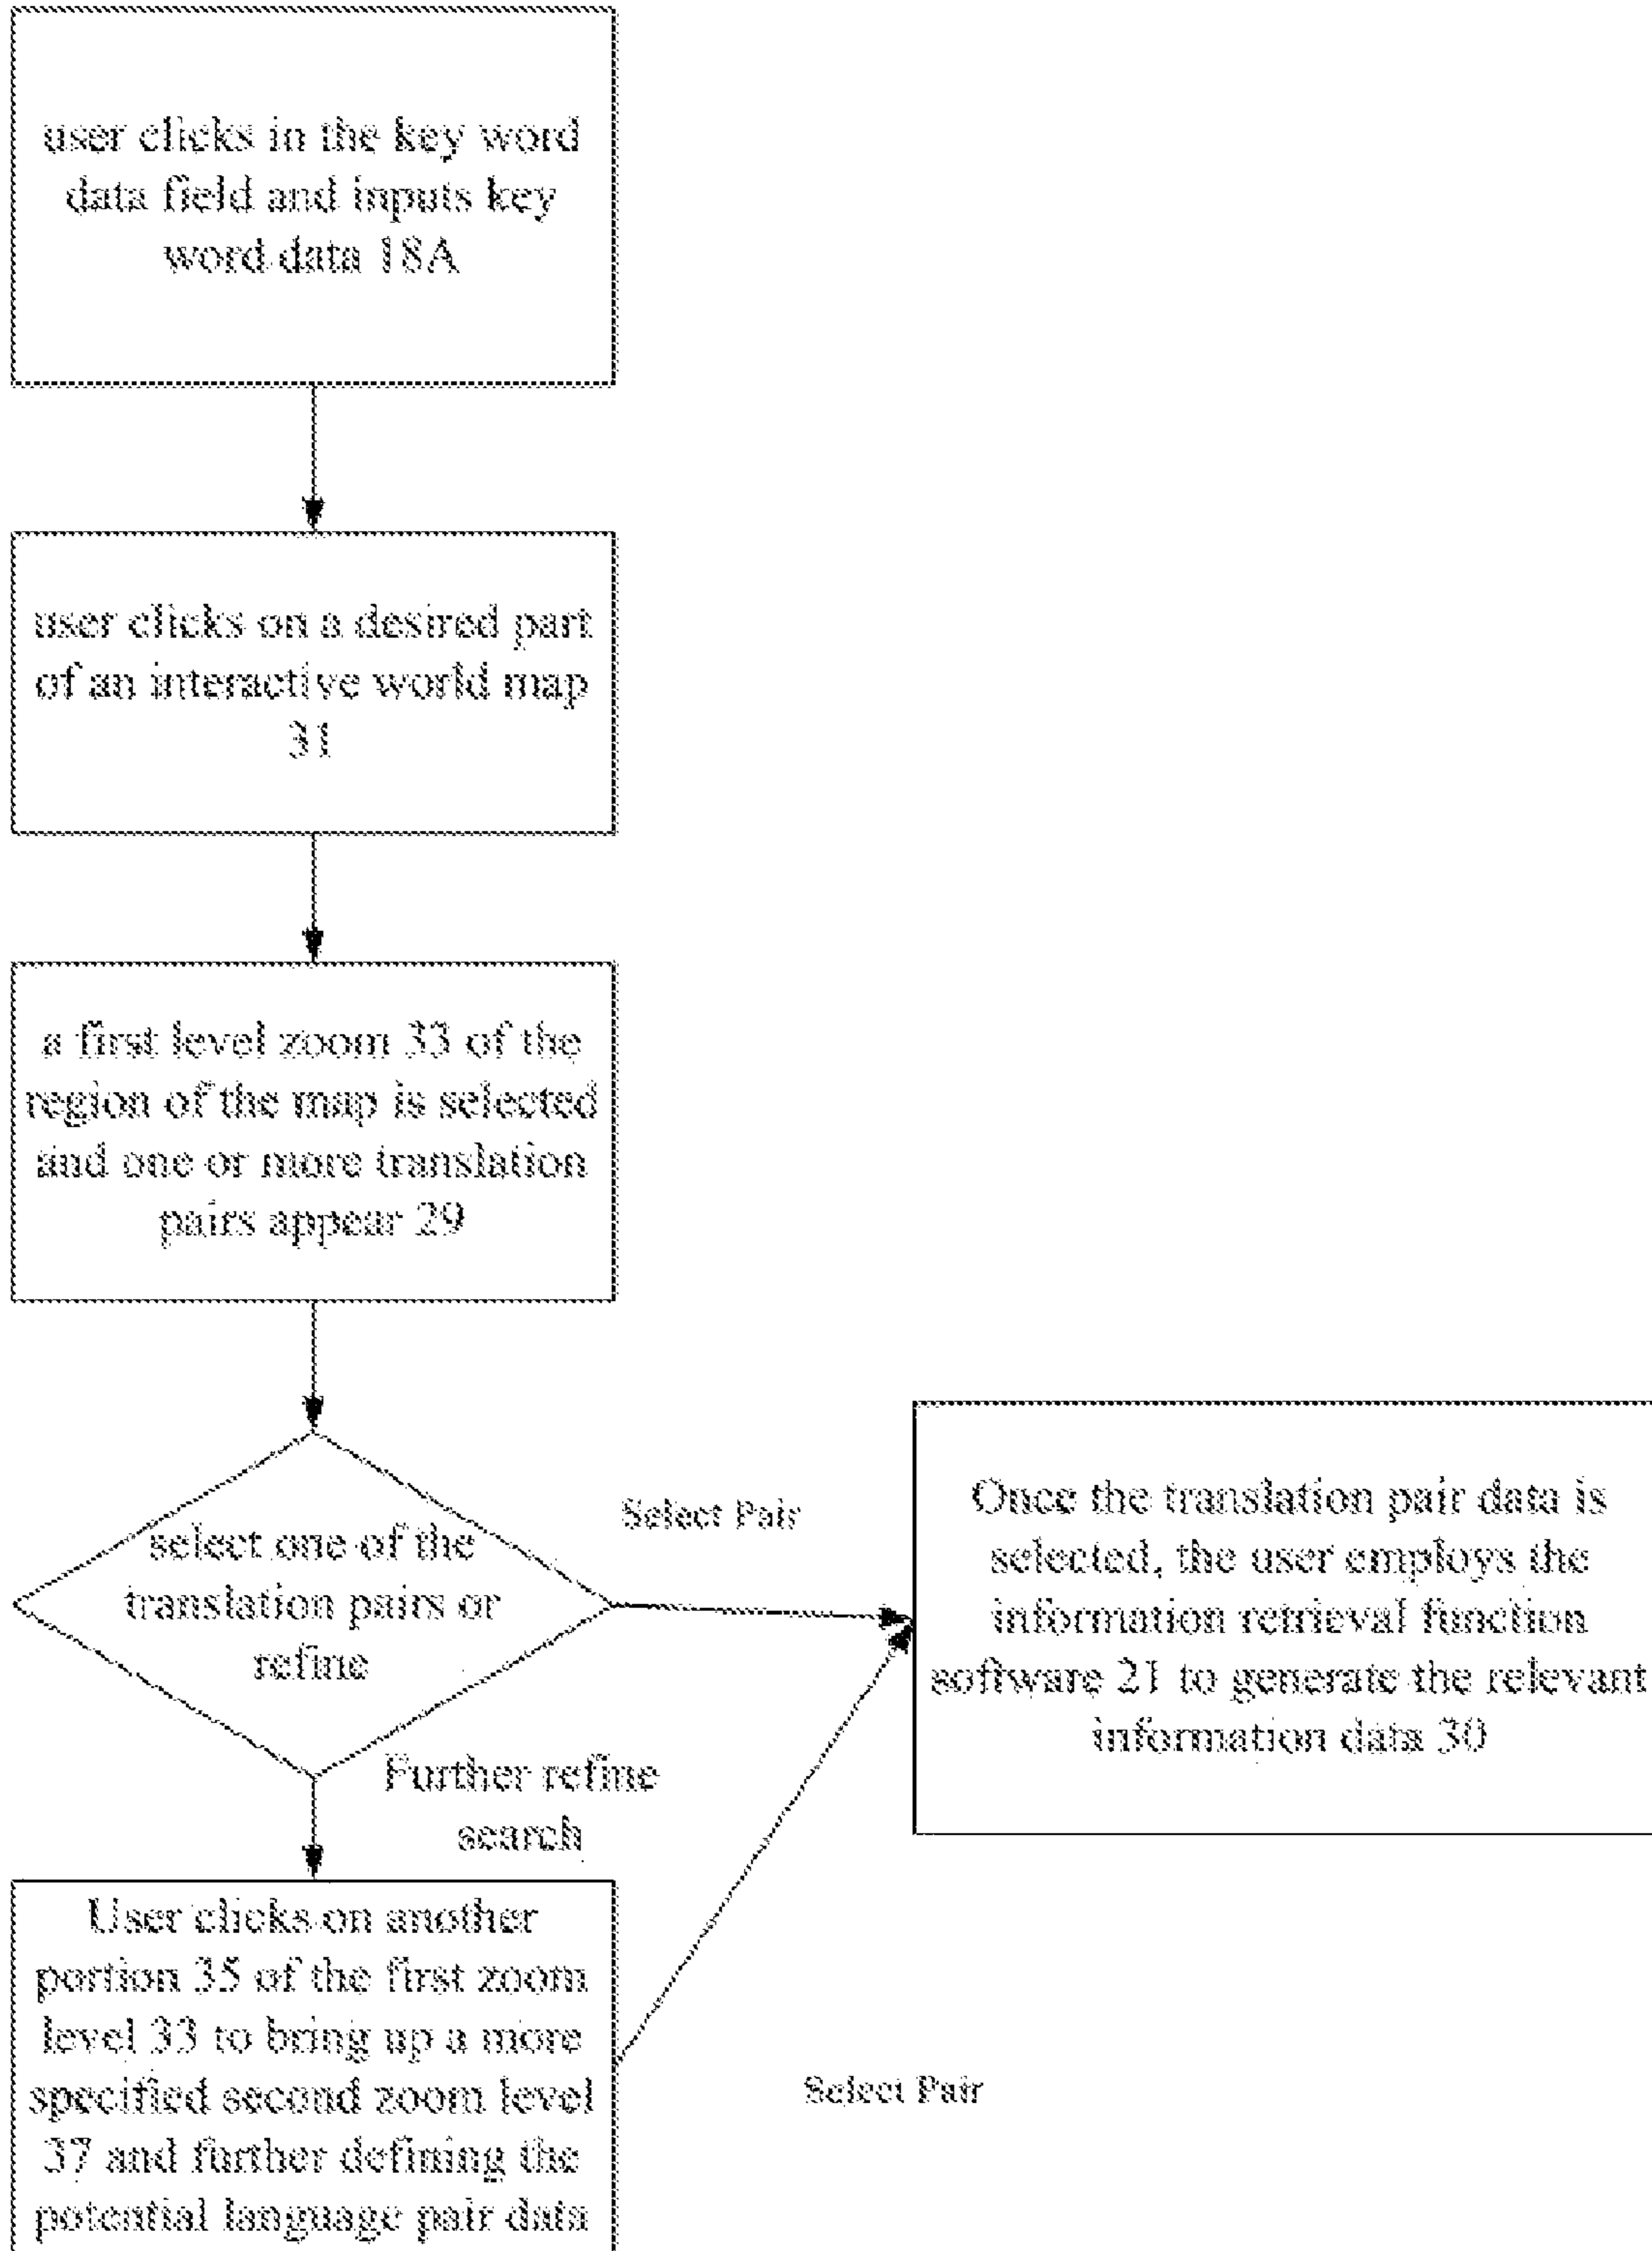 user clicks in the key word
data field and inputs key
word data 18A
user clicks on a desired part
of an interactive world map
31
a first level zoom 33 of the
region of the map is selected
and one or more translation
pairs appear 29
select one of the
translation pairs or
refine
Select Pair
Once the translation pair data is
selected, the user employs the
information retrieval function
software 21 to generate the relevant
information data 30
Further refine
search
User clicks on another
portion 35 of the first zoom
level 33 to bring up a more
specified second zoom level
37 and further defining the
potential language pair data
Select Pair